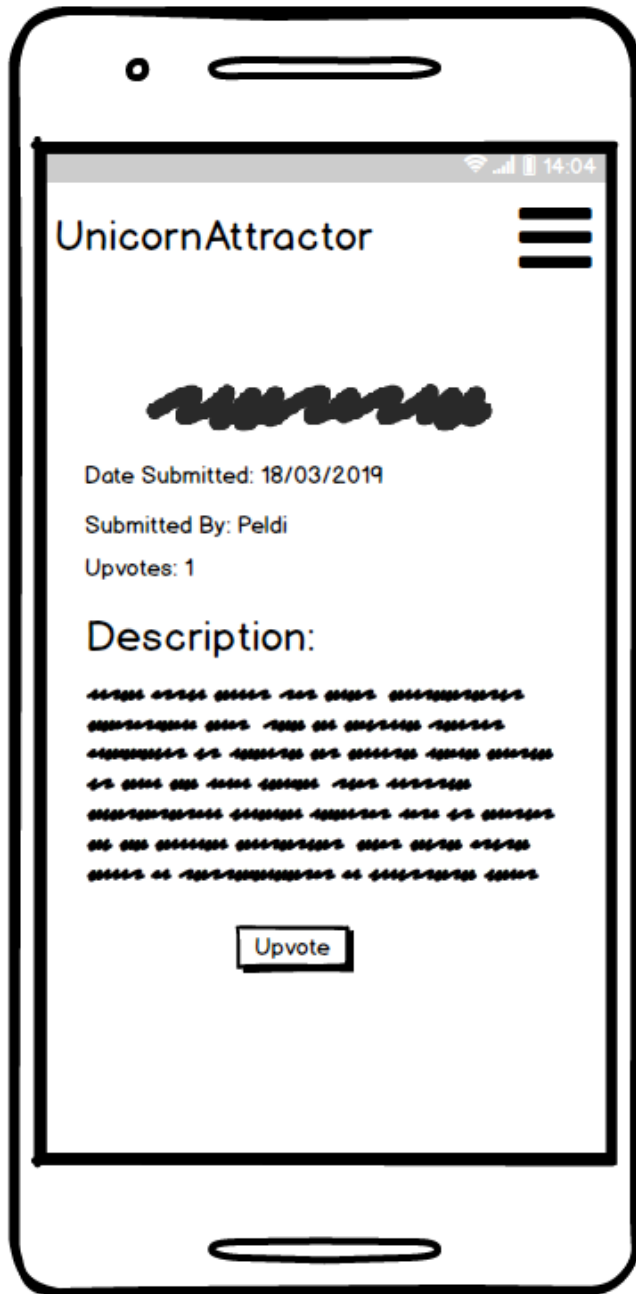 14:04
UnicornAttractor
Date Submitted: 18/03/2019
Submitted By: Peldi
Upvotes: 1
Description:
Upvote